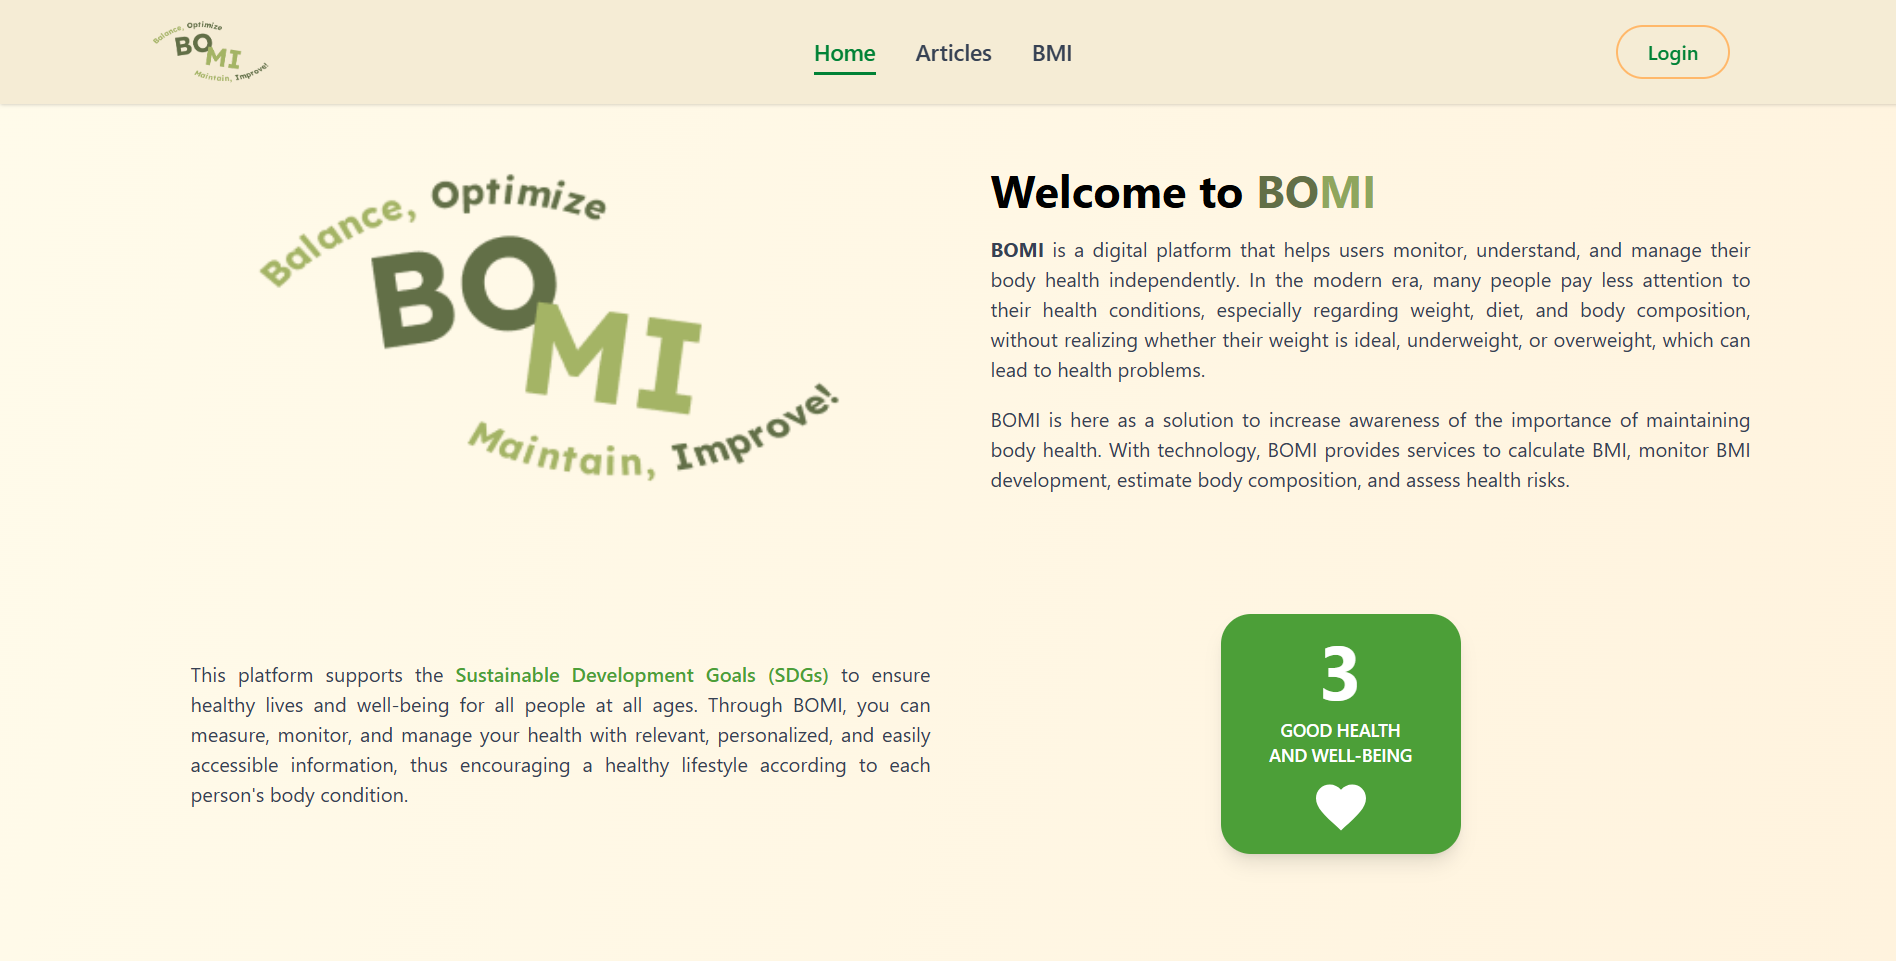 Balance, Optimize
BO
MI
Maintain, Improve!
Home
Articles
BMI
Login
Balance, Optimize
BO
MI
Maintain, Improve!
Welcome to BOMI
BOMI is a digital platform that helps users monitor, understand, and manage their
body health independently. In the modern era, many people pay less attention to
their health conditions, especially regarding weight, diet, and body composition,
without realizing whether their weight is ideal, underweight, or overweight, which can
lead to health problems.
BOMI is here as a solution to increase awareness of the importance of maintaining
body health. With technology, BOMI provides services to calculate BMI, monitor BMI
development, estimate body composition, and assess health risks.
This platform supports the Sustainable Development Goals (SDGs) to ensure
healthy lives and well-being for all people at all ages. Through BOMI, you can
measure, monitor, and manage your health with relevant, personalized, and easily
accessible information, thus encouraging a healthy lifestyle according to each
person's body condition.
3
GOOD HEALTH
AND WELL-BEING